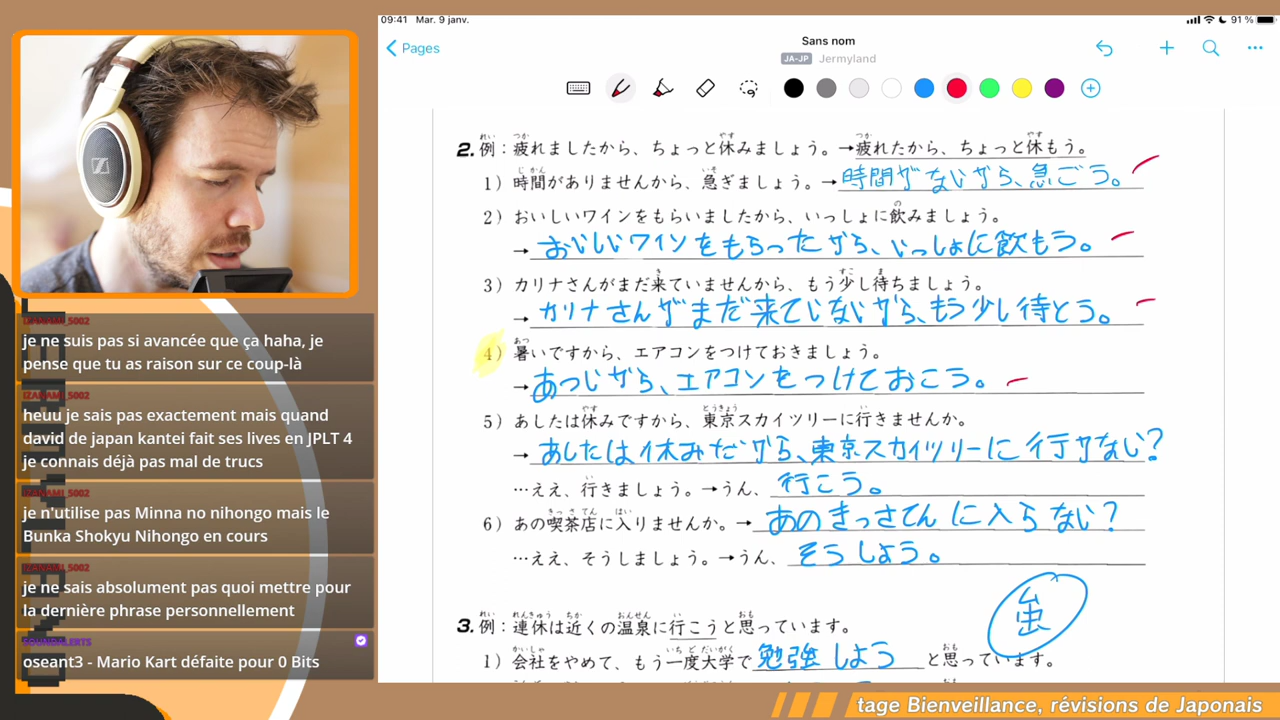 09:41 Mar. 9 janv.
91 %
Pages
Sans nom
JA-JP Jermyland
2. 例：疲れましたから、ちょっと休みましょう。→疲れたから、ちょっと休もう。
1）時間がありませんから、急ぎましょう。→時間がないがら、急ごう。
2）おいしいワインをもらいましたから、いっしょに飲みましょう。
→おいしいワインをもらったがら、いっしょに飲もう。
3）カリナさんがまだ来ていませんから、もう少し待ちましょう。
→カリナさんがまだ来ていないがら、もう少し待とう。
4）暑いですから、エアコンをつけておきましょう。
→あついがら、エアコンをつけておこう。
5）あしたは休みですから、東京スカイツリーに行きませんか。
→あしたは休みだがら、東京スカイツリーに行かない？
…ええ、行きましょう。→うん、行こう。
6）あの喫茶店に入りませんか。→あのきっさてんに入らない？
…ええ、そうしましょう。→うん、そうしよう。
3. 例：連休は近くの温泉に行こうと思っています。
1）会社をやめて、もう一度大学で勉強しようと思っています。
IZANAMI_5002
je ne suis pas si avancée que ça haha, je
pense que tu as raison sur ce coup-là
IZANAMI_5002
heuu je sais pas exactement mais quand
david de japan kantei fait ses lives en JPLT 4
je connais déjà pas mal de trucs
IZANAMI_5002
je n'utilise pas Minna no nihongo mais le
Bunka Shokyu Nihongo en cours
IZANAMI_5002
je ne sais absolument pas quoi mettre pour
la dernière phrase personnellement
SOUNDALERTS
oseant3 - Mario Kart défaite pour 0 Bits
tage Bienveillance, révisions de Japonais